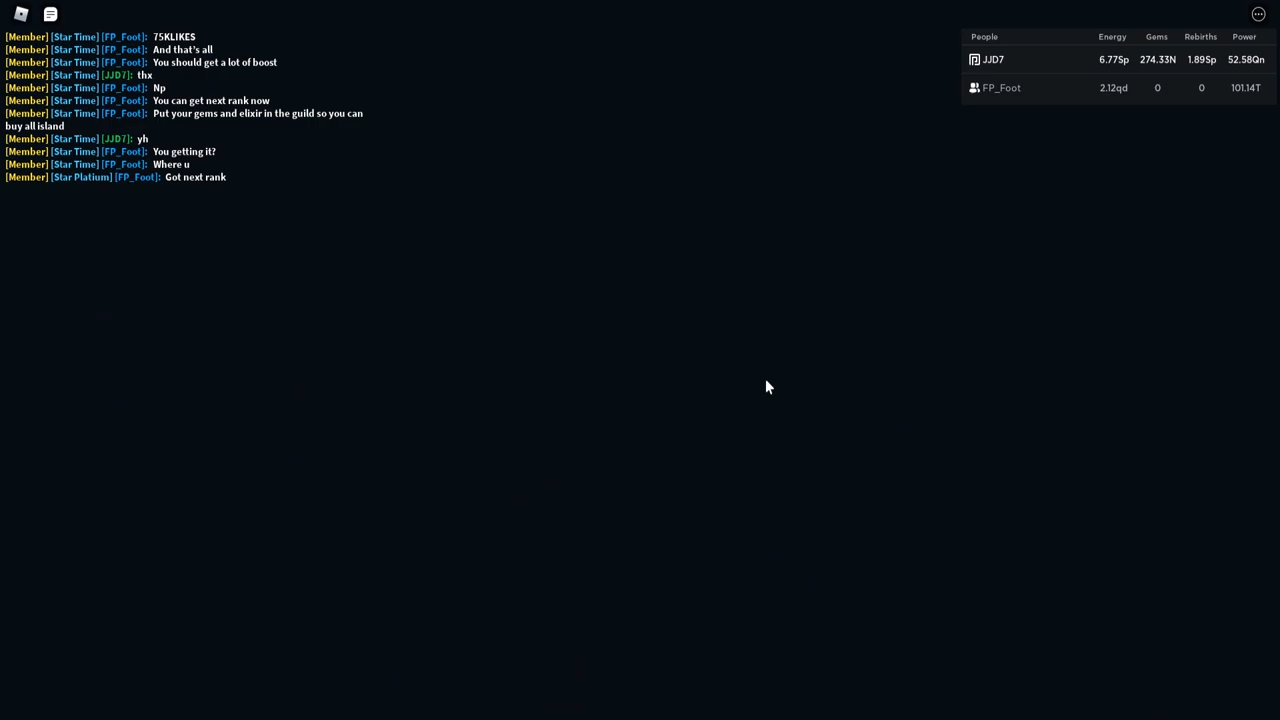 [Member] [Star Time] [FP_Foot]: 75KLIKES
[Member] [Star Time] [FP_Foot]: And that's all
[Member] [Star Time] [FP_Foot]: You should get a lot of boost
[Member] [Star Time] [JJD7]: thx
[Member] [Star Time] [FP_Foot]: Np
[Member] [Star Time] [FP_Foot]: You can get next rank now
[Member] [Star Time] [FP_Foot]: Put your gems and elixir in the guild so you can
buy all island
[Member] [Star Time] [JJD7]: yh
[Member] [Star Time] [FP_Foot]: You getting it?
[Member] [Star Time] [FP_Foot]: Where u
[Member] [Star Platium] [FP_Foot]: Got next rank
People Energy Gems Rebirths Power
JJD7 6.77Sp 274.33N 1.89Sp 52.58Qn
FP_Foot 2.12qd 0 0 101.14T